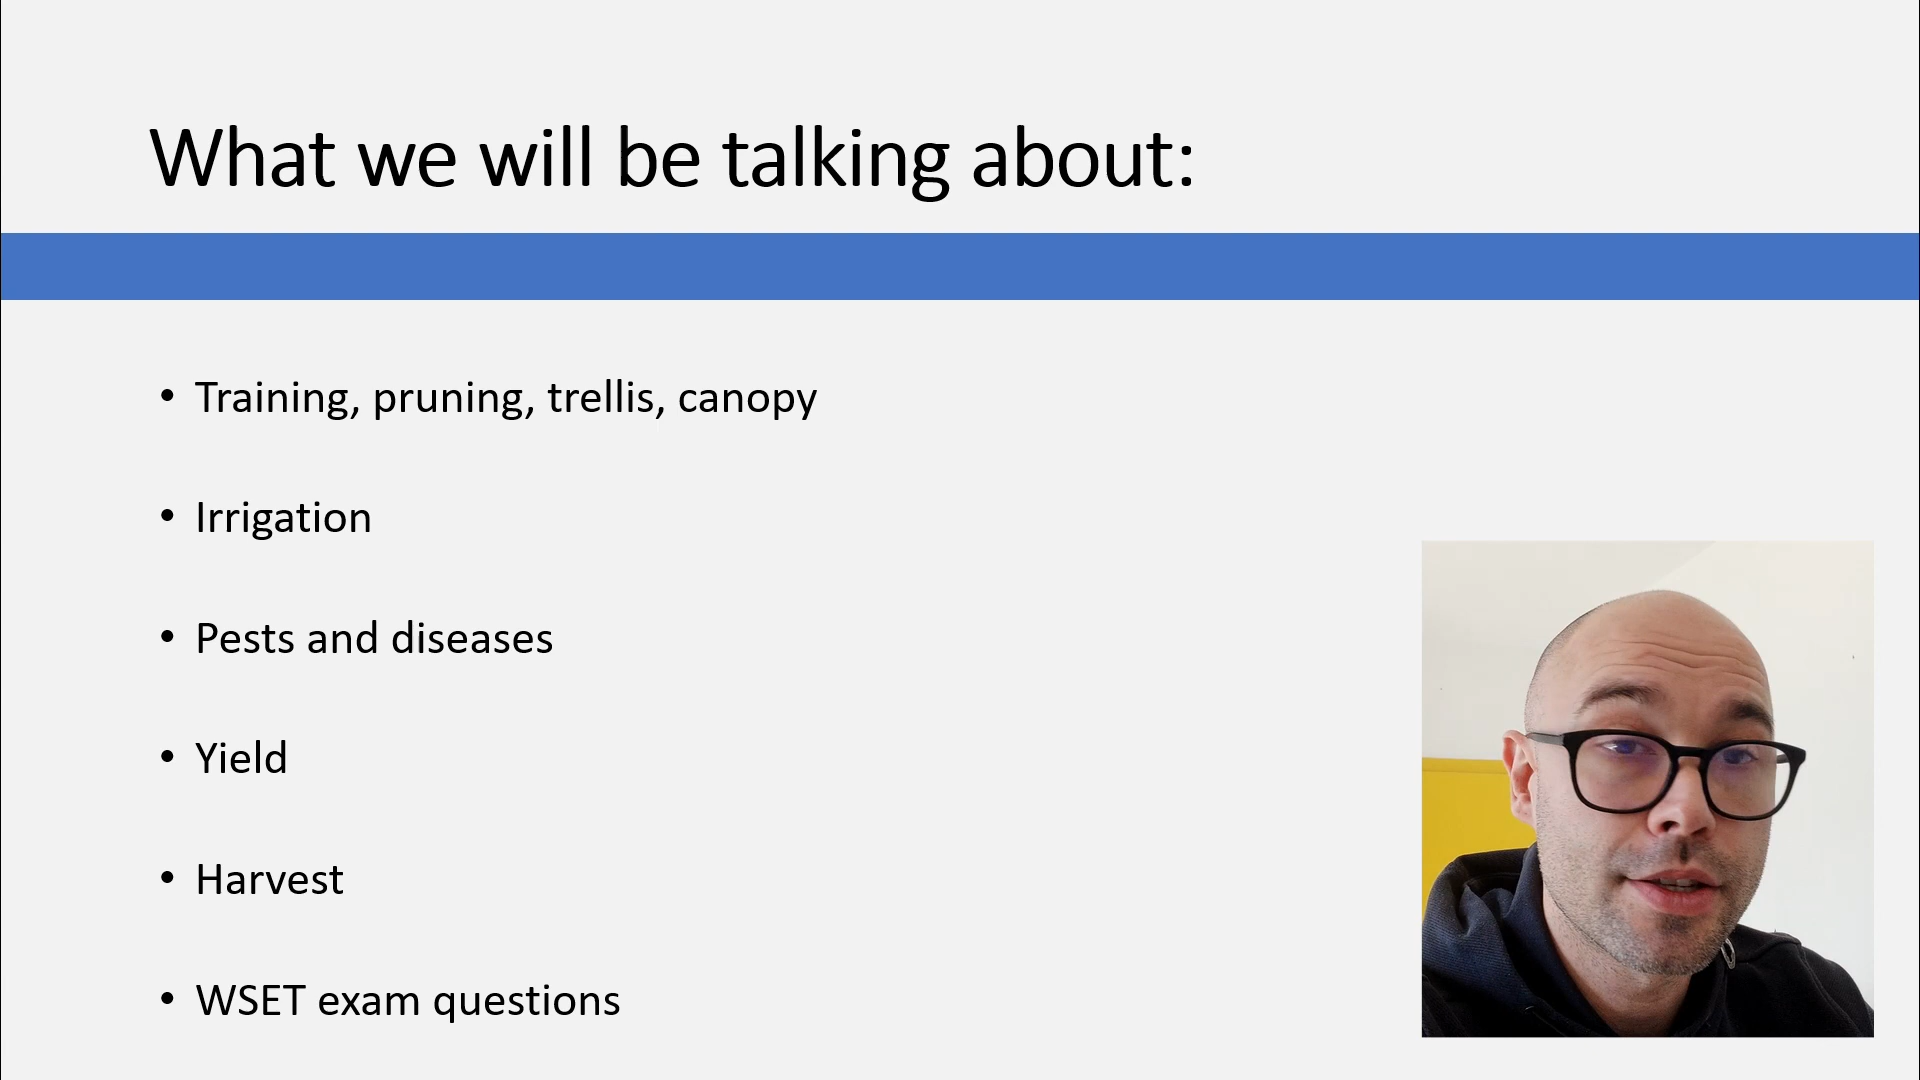 What we will be talking about:
• Training, pruning, trellis, canopy
• Irrigation
• Pests and diseases
• Yield
• Harvest
• WSET exam questions